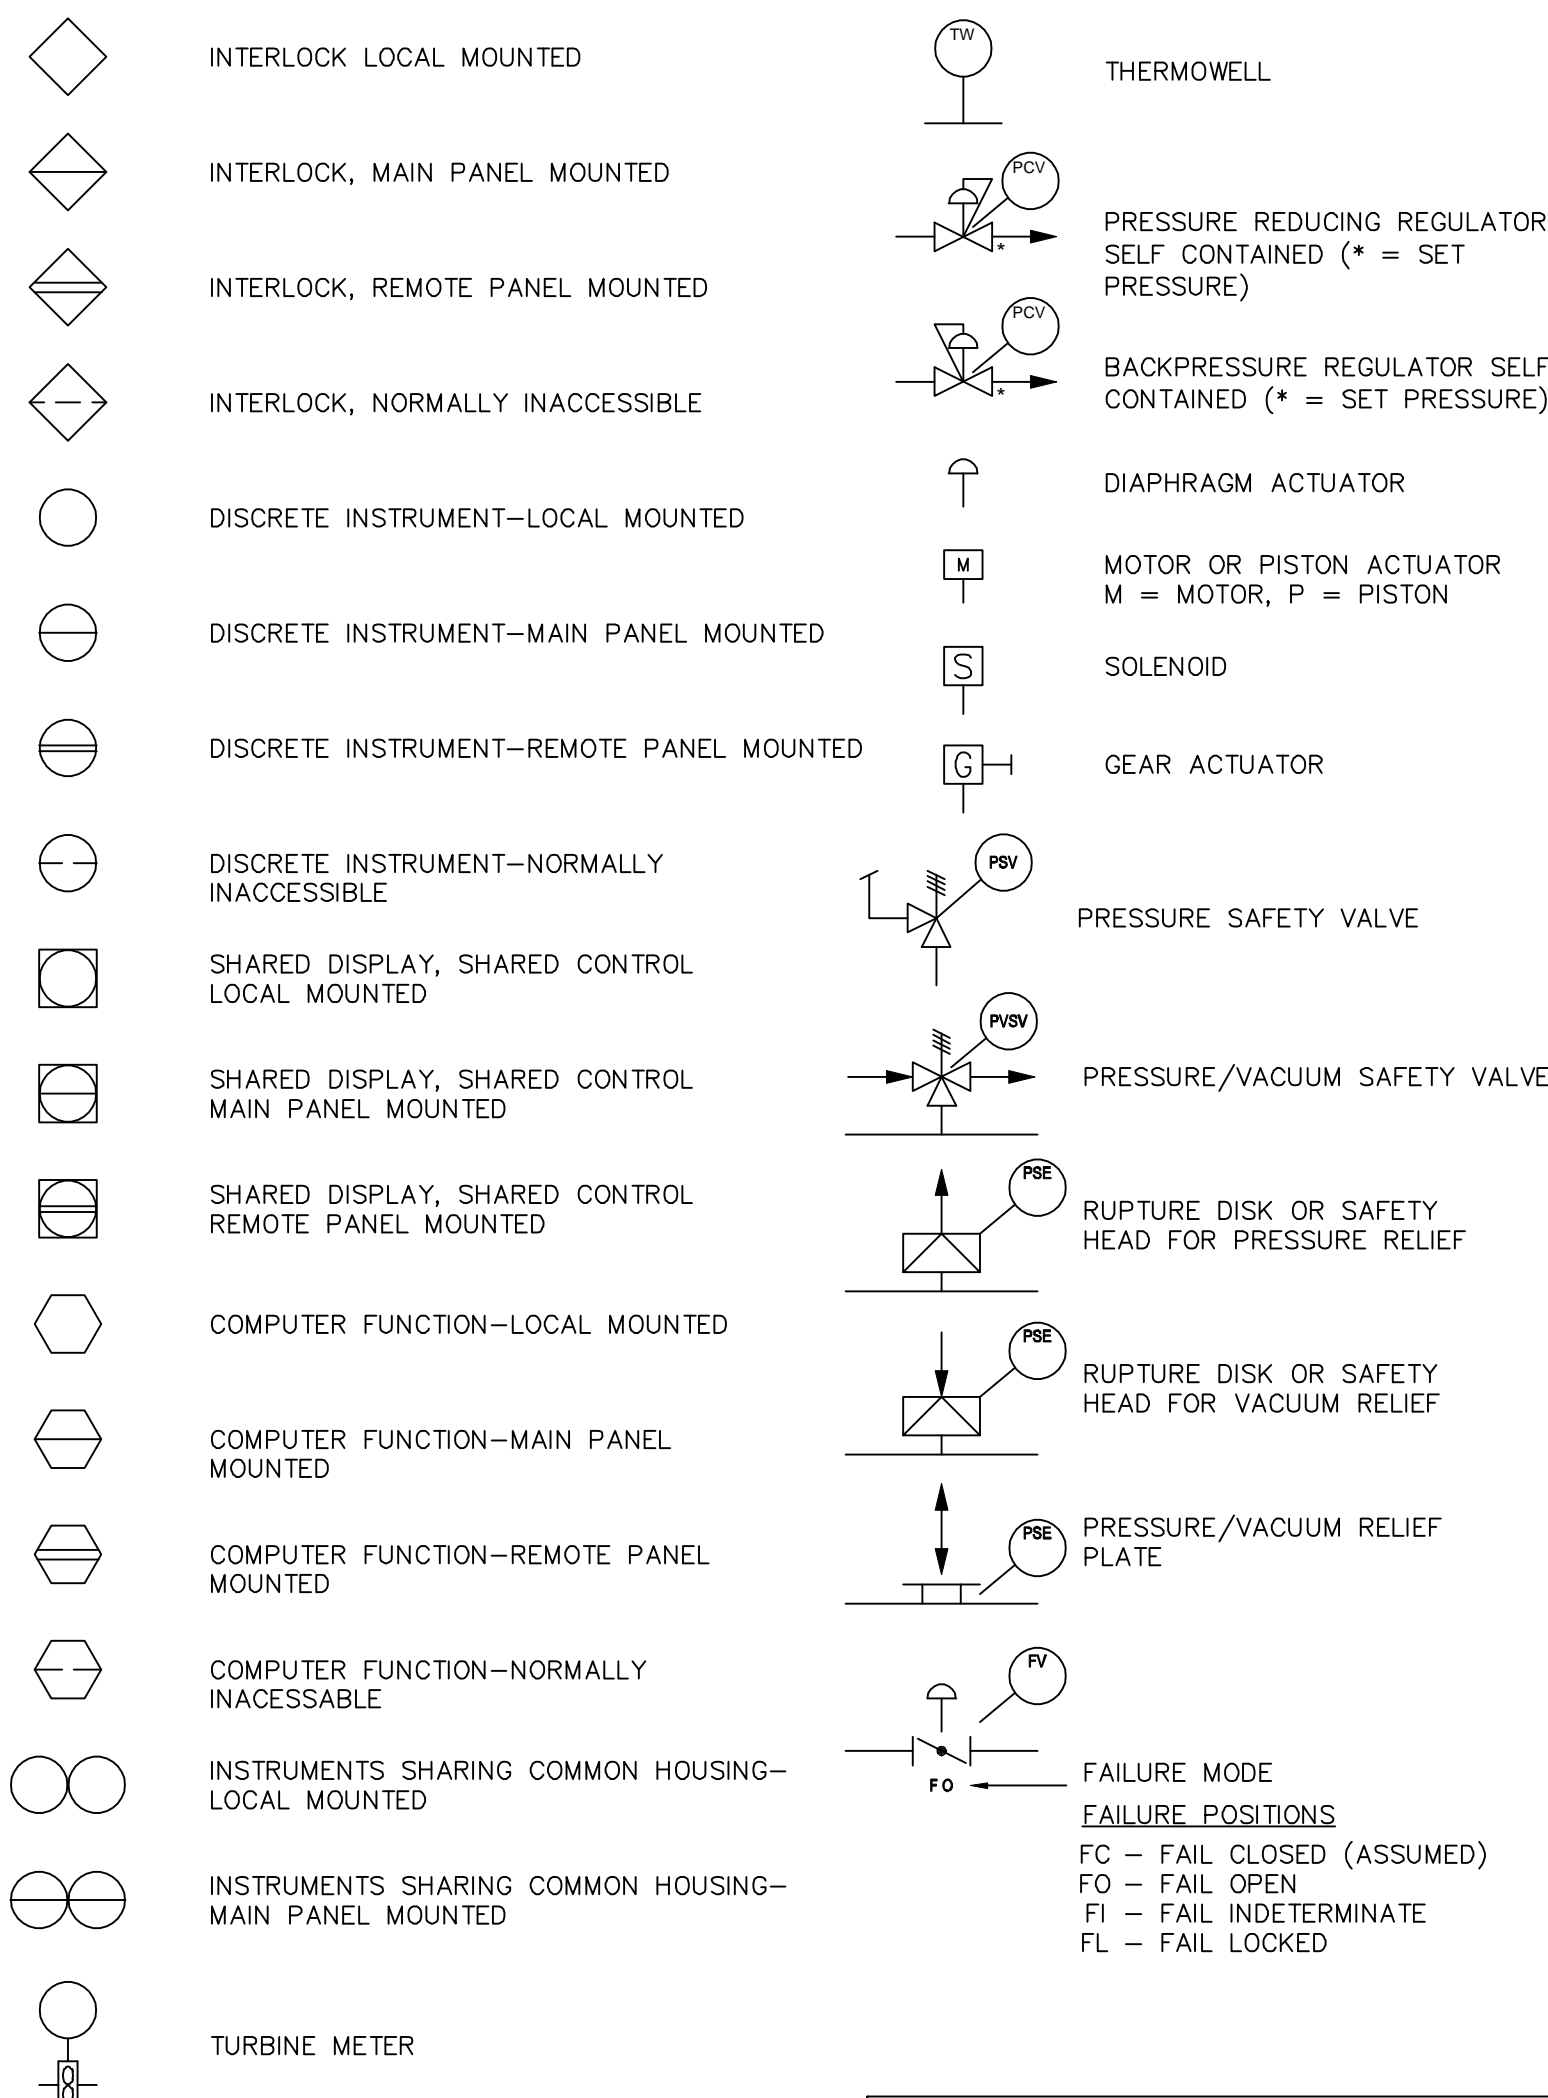 INTERLOCK LOCAL MOUNTED
INTERLOCK, MAIN PANEL MOUNTED
INTERLOCK, REMOTE PANEL MOUNTED
INTERLOCK, NORMALLY INACCESSIBLE
DISCRETE INSTRUMENT–LOCAL MOUNTED
DISCRETE INSTRUMENT–MAIN PANEL MOUNTED
DISCRETE INSTRUMENT–REMOTE PANEL MOUNTED
DISCRETE INSTRUMENT–NORMALLY
INACCESSIBLE
SHARED DISPLAY, SHARED CONTROL
LOCAL MOUNTED
SHARED DISPLAY, SHARED CONTROL
MAIN PANEL MOUNTED
SHARED DISPLAY, SHARED CONTROL
REMOTE PANEL MOUNTED
COMPUTER FUNCTION–LOCAL MOUNTED
COMPUTER FUNCTION–MAIN PANEL
MOUNTED
COMPUTER FUNCTION–REMOTE PANEL
MOUNTED
COMPUTER FUNCTION–NORMALLY
INACESSABLE
INSTRUMENTS SHARING COMMON HOUSING–
LOCAL MOUNTED
INSTRUMENTS SHARING COMMON HOUSING–
MAIN PANEL MOUNTED
TURBINE METER
TW
THERMOWELL
PCV
*
PRESSURE REDUCING REGULATOR
SELF CONTAINED (* = SET
PRESSURE)
PCV
*
BACKPRESSURE REGULATOR SELF
CONTAINED (* = SET PRESSURE)
DIAPHRAGM ACTUATOR
M
MOTOR OR PISTON ACTUATOR
M = MOTOR, P = PISTON
S
SOLENOID
G
GEAR ACTUATOR
PSV
PRESSURE SAFETY VALVE
PVSV
PRESSURE/VACUUM SAFETY VALVE
PSE
RUPTURE DISK OR SAFETY
HEAD FOR PRESSURE RELIEF
PSE
RUPTURE DISK OR SAFETY
HEAD FOR VACUUM RELIEF
PSE
PRESSURE/VACUUM RELIEF
PLATE
FV
FO
FAILURE MODE
FAILURE POSITIONS
FC – FAIL CLOSED (ASSUMED)
FO – FAIL OPEN
FI – FAIL INDETERMINATE
FL – FAIL LOCKED